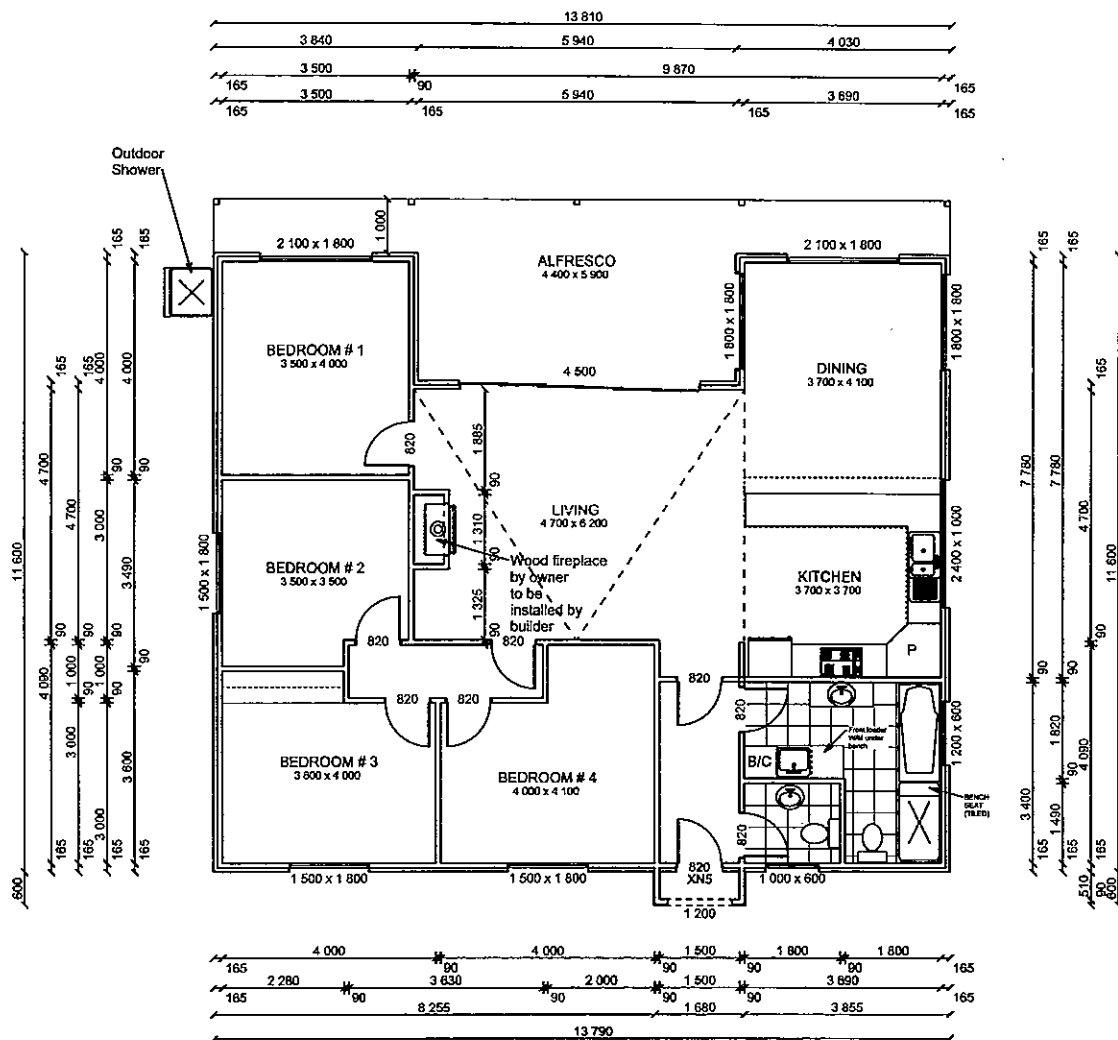 13 810
3 840 5 940 4 030
3 500 9 870
165 90 165
3 500 5 940 3 690
165 165 165
Outdoor
Shower
1 000
2 100 x 1 800
2 100 x 1 800
ALFRESCO
4 400 x 5 900
1 800 x 1 800
1 800 x 1 800
BEDROOM # 1
3 500 x 4 000
4 500
DINING
3 700 x 4 100
820
1 885
90
LIVING
4 700 x 6 200
1 310
90
Wood fireplace
by owner
to be
installed by
builder
1 325
90
2 400 x 1 000
KITCHEN
3 700 x 3 700
BEDROOM # 2
3 500 x 3 500
1 500 x 1 800
820
820
P
820
820
820
820
Front loader
W/M under
bench
B/C
1 200 x 600
BENCH
SEAT
(TILED)
BEDROOM # 3
BEDROOM # 4
4 000 x 4 100
820
820
XN5
1 500 x 1 800
1 500 x 1 800
1 000 x 600
1 200
11 600
600
165
4 700
90
4 090
165
165
4 700
90
1 000
90
3 000
165
165
4 000
90
3 000
90
1 000
90
3 000
165
165
4 000
90
3 490
90
3 600
165
165
7 780
90
3 400
165
165
7 780
90
1 820
90
1 490
165
165
4 700
90
4 090
165
510
90
11 600
600
4 000 4 000 1 500 1 800 1 800
165 90 90 90 90 165
2 280 3 630 2 000 1 500 3 690
165 90 90 90 90 165
8 255 1 680 3 855
13 790